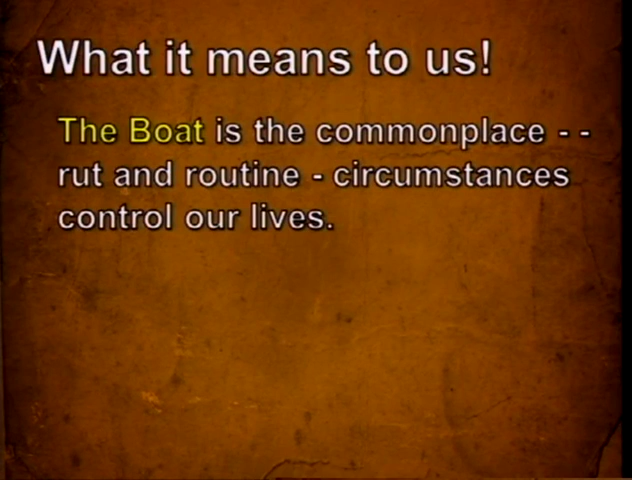 What it means to us!
The Boat is the commonplace - -
rut and routine - circumstances
control our lives.